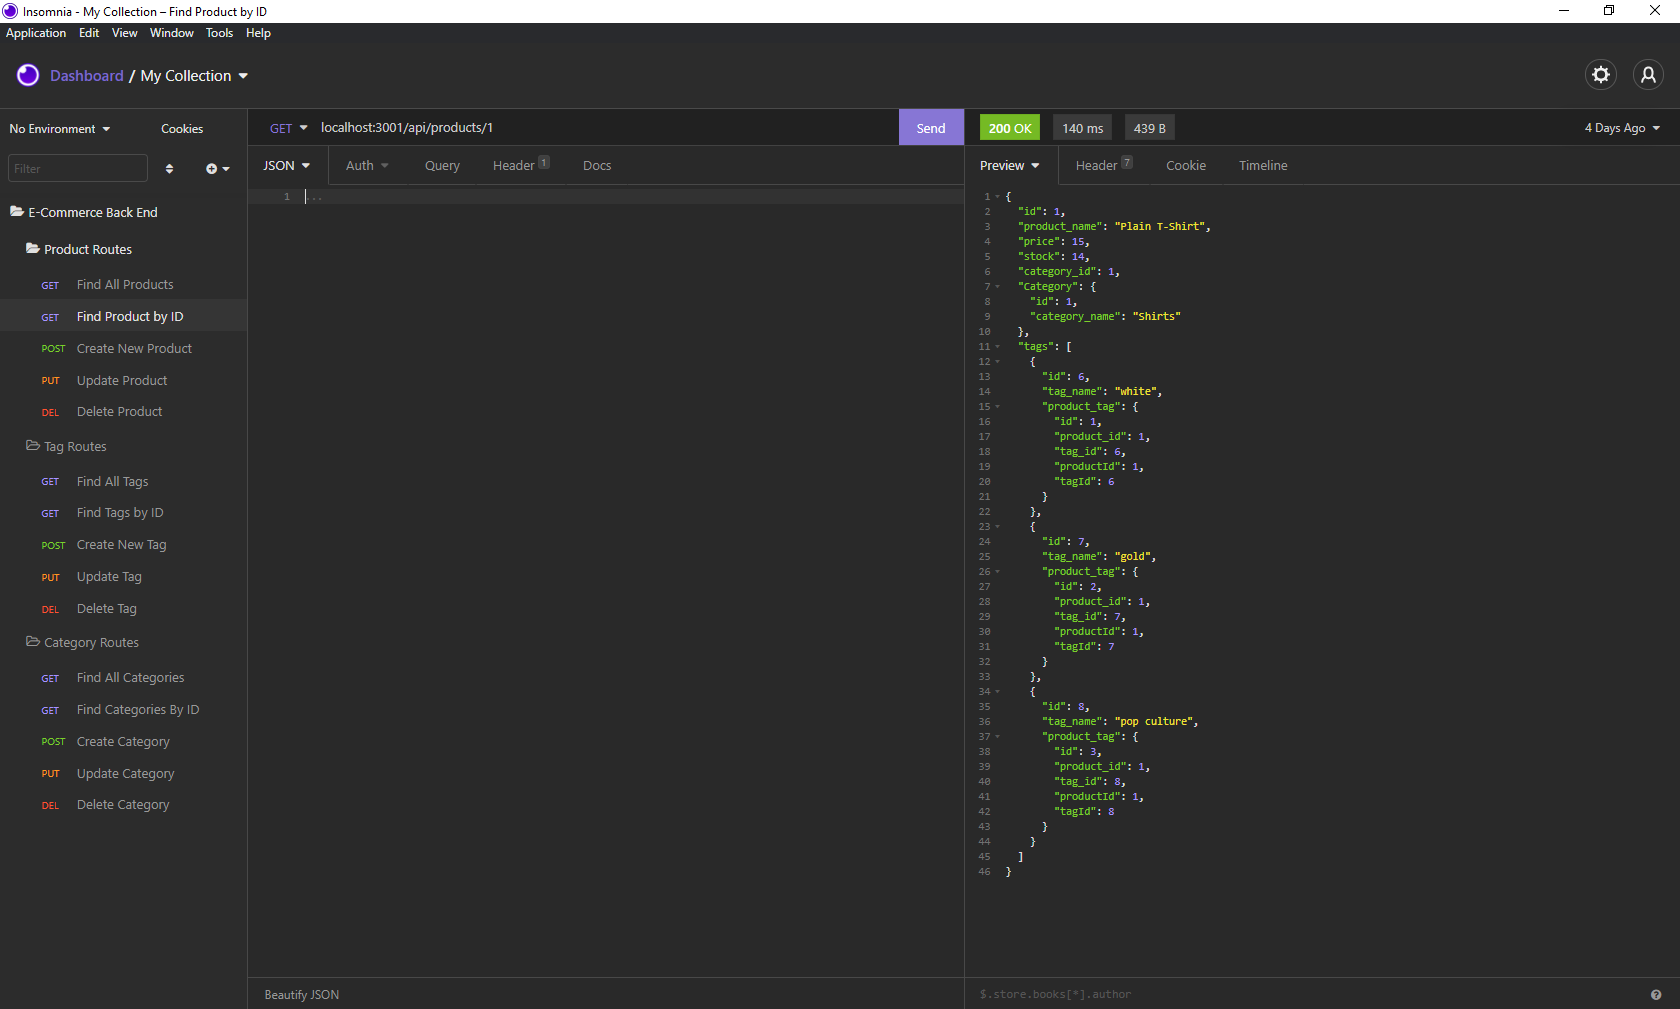 Insomnia - My Collection – Find Product by ID
Application Edit View Window Tools Help
Dashboard / My Collection
No Environment Cookies
Filter
E-Commerce Back End
Product Routes
GET Find All Products
GET Find Product by ID
POST Create New Product
PUT Update Product
DEL Delete Product
Tag Routes
GET Find All Tags
GET Find Tags by ID
POST Create New Tag
PUT Update Tag
DEL Delete Tag
Category Routes
GET Find All Categories
GET Find Categories By ID
POST Create Category
PUT Update Category
DEL Delete Category
GET localhost:3001/api/products/1 Send
JSON Auth Query Header 1 Docs
1 ...
Beautify JSON
200 OK 140 ms 439 B 4 Days Ago
Preview Header 7 Cookie Timeline
1 {
2 "id": 1,
3 "product_name": "Plain T-Shirt",
4 "price": 15,
5 "stock": 14,
6 "category_id": 1,
7 "Category": {
8 "id": 1,
9 "category_name": "Shirts"
10 },
11 "tags": [
12 {
13 "id": 6,
14 "tag_name": "white",
15 "product_tag": {
16 "id": 1,
17 "product_id": 1,
18 "tag_id": 6,
19 "productId": 1,
20 "tagId": 6
21 }
22 },
23 {
24 "id": 7,
25 "tag_name": "gold",
26 "product_tag": {
27 "id": 2,
28 "product_id": 1,
29 "tag_id": 7,
30 "productId": 1,
31 "tagId": 7
32 }
33 },
34 {
35 "id": 8,
36 "tag_name": "pop culture",
37 "product_tag": {
38 "id": 3,
39 "product_id": 1,
40 "tag_id": 8,
41 "productId": 1,
42 "tagId": 8
43 }
44 }
45 ]
46 }
$.store.books[*].author